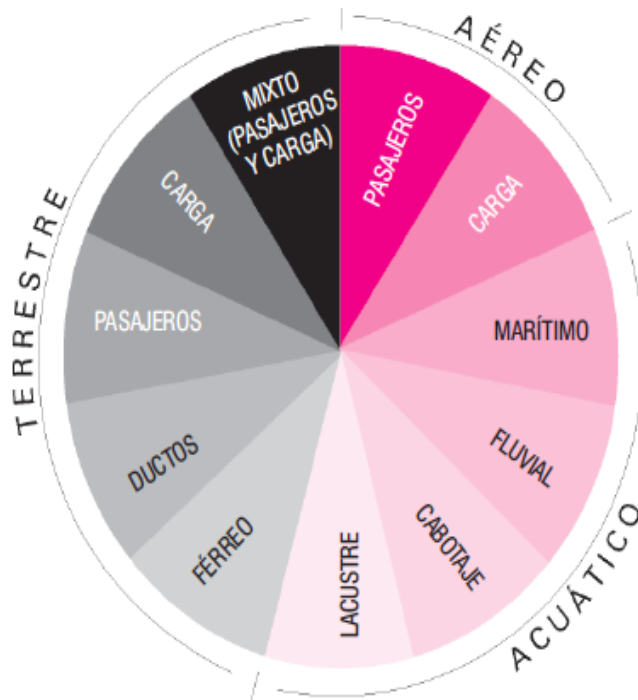 AÉREO
PASAJEROS
CARGA
MARÍTIMO
FLUVIAL
CABOTAJE
LACUSTRE
ACUÁTICO
FÉRREO
DUCTOS
PASAJEROS
CARGA
MIXTO
(PASAJEROS
Y CARGA)
TERRESTRE